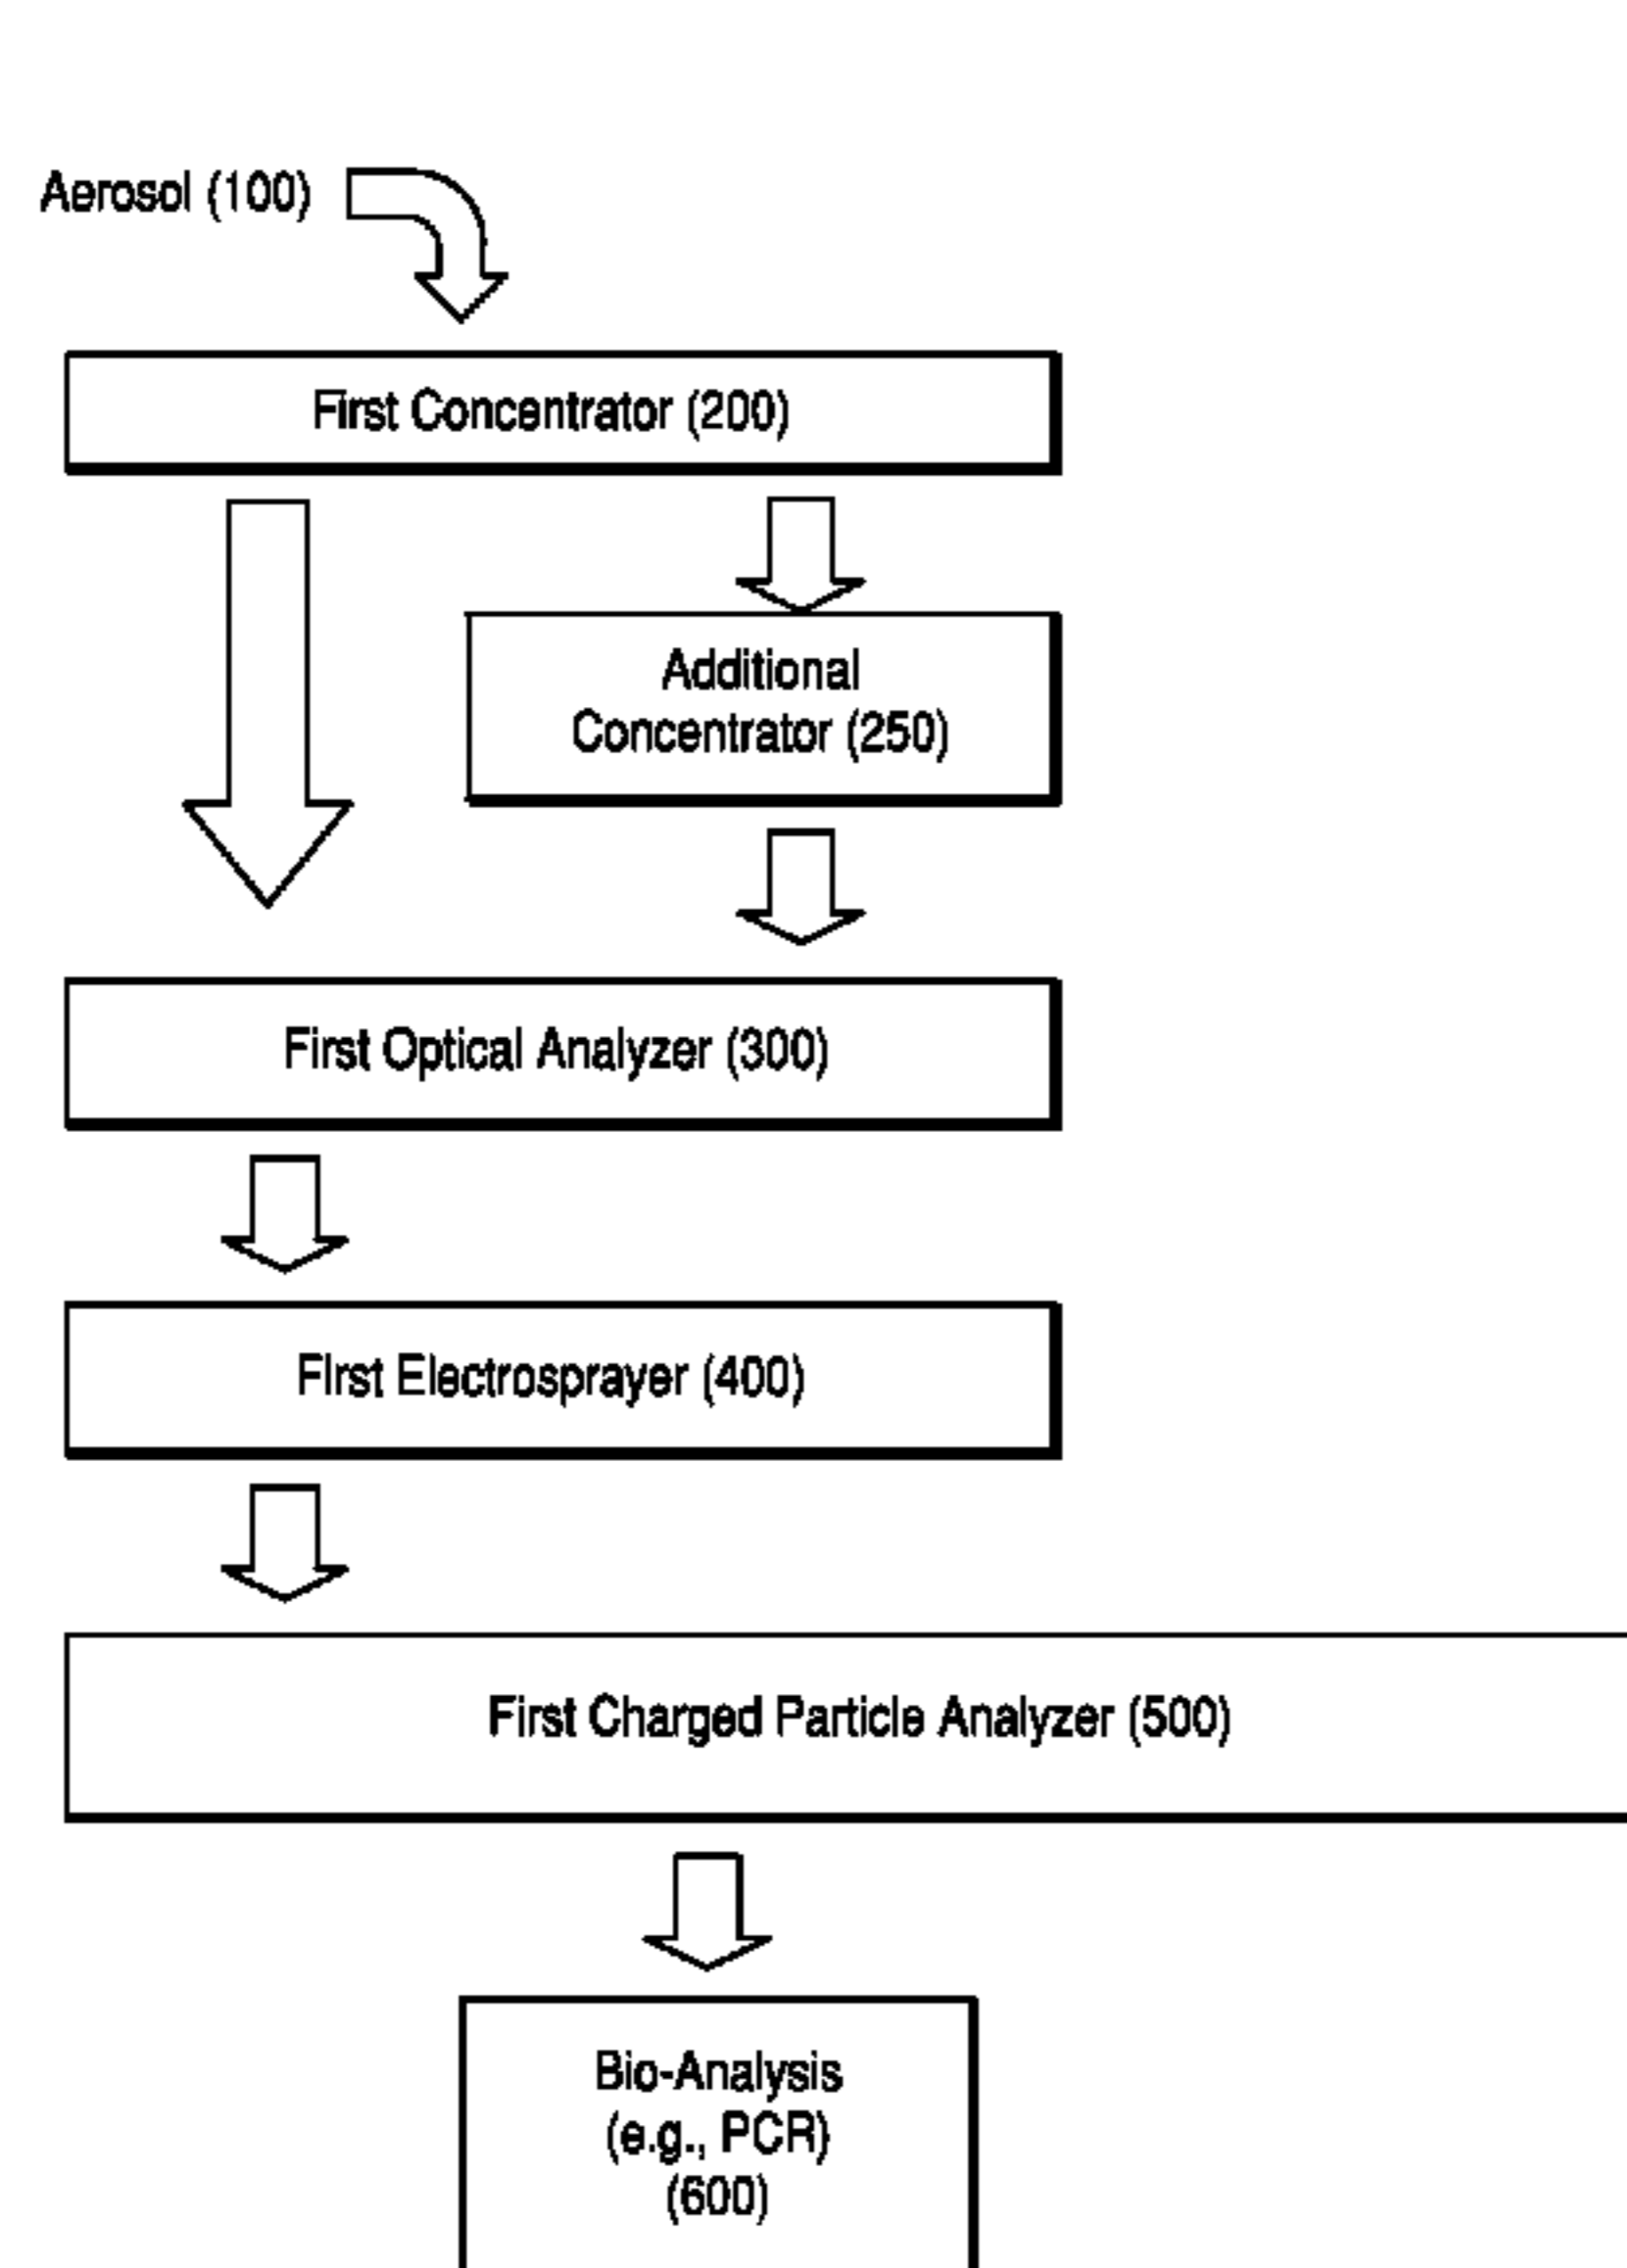 Aerosol (100)
First Concentrator (200)
Additional
Concentrator (250)
First Optical Analyzer (300)
First Electrosprayer (400)
First Charged Particle Analyzer (500)
Bio-Analysis
(e.g., PCR)
(600)